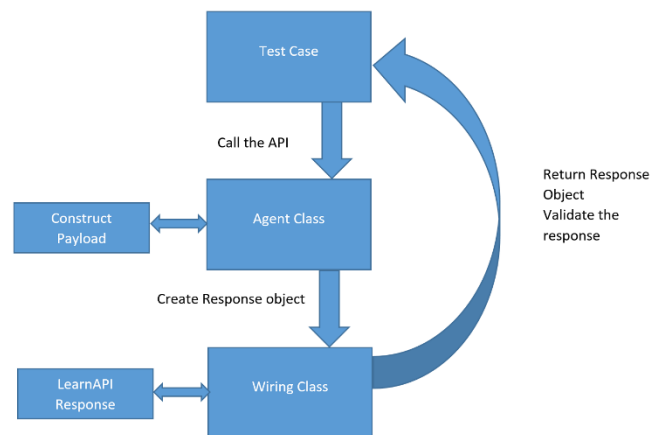 Test Case
Call the API
Return Response
Object
Validate the
response
Construct
Payload
Agent Class
Create Response object
LearnAPI
Response
Wiring Class